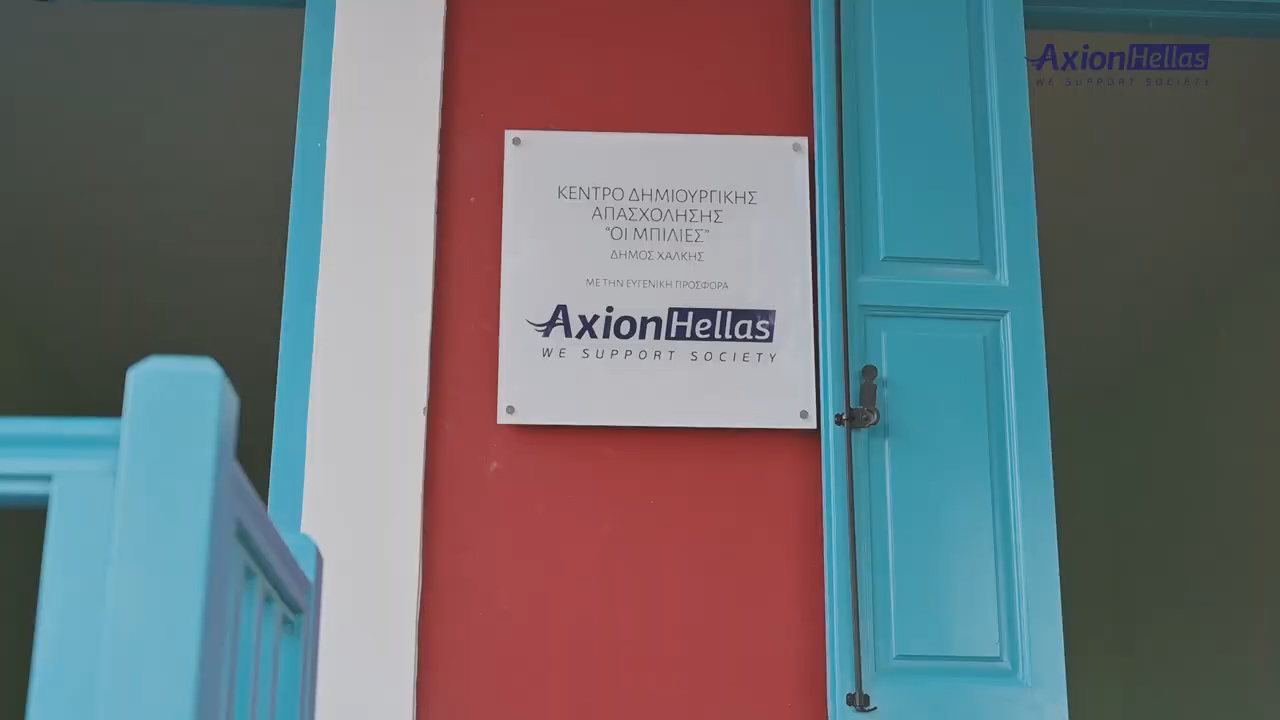 AxionHellas
WE SUPPORT SOCIETY
ΚΕΝΤΡΟ ΔΗΜΙΟΥΡΓΙΚΗΣ
ΑΠΑΣΧΟΛΗΣΗΣ
“ΟΙ ΜΠΙΛΙΕΣ”
ΔΗΜΟΣ ΧΑΛΚΗΣ
ΜΕ ΤΗΝ ΕΥΓΕΝΙΚΗ ΠΡΟΣΦΟΡΑ
AxionHellas
WE SUPPORT SOCIETY